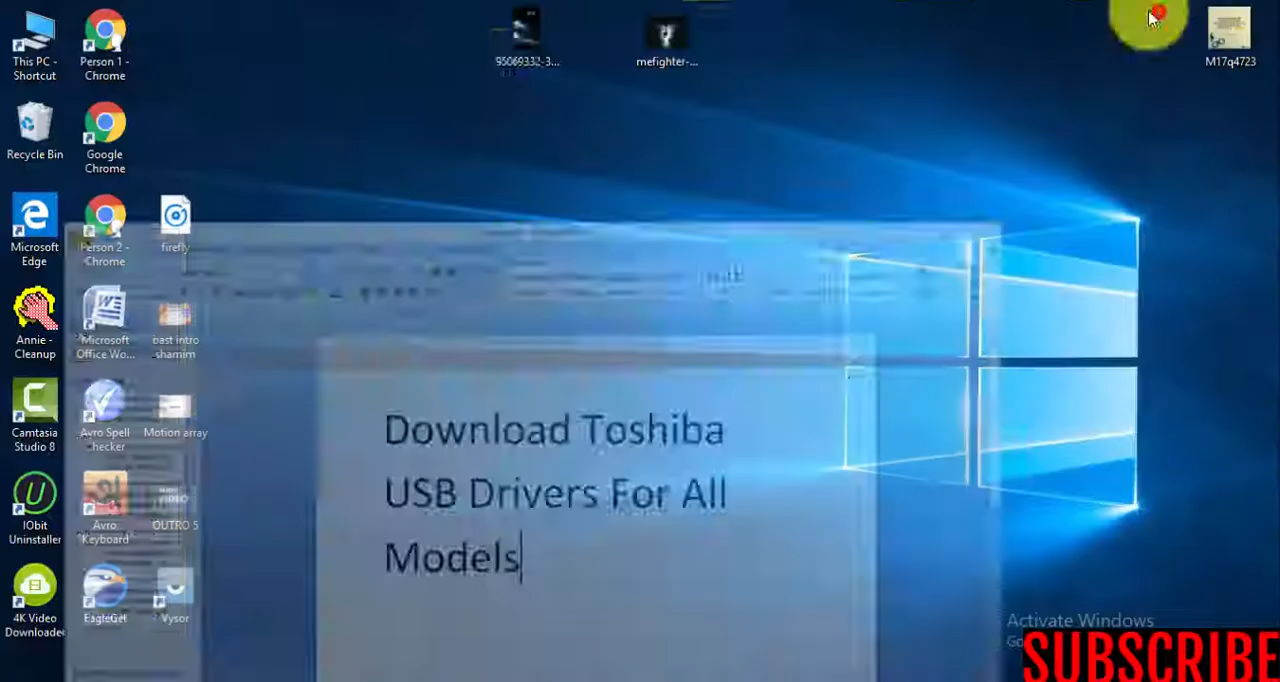 This PC -
Shortcut
Person 1 -
Chrome
95069332-3...
mefighter-...
M17q4723
Recycle Bin
Google
Chrome
Microsoft
Edge
Person 2 -
Chrome
firefly
Annie -
Cleanup
Microsoft
Office Wo...
shamim
Camtasia
Studio 8
Avro Spell
Motion array
IObit
Uninstaller
Avro
Keyboard
OUTRO 5
4K Video
Downloader
EagleGet
Vysor
Download Toshiba
USB Drivers For All
Models
Activate Windows
SUBSCRIBE